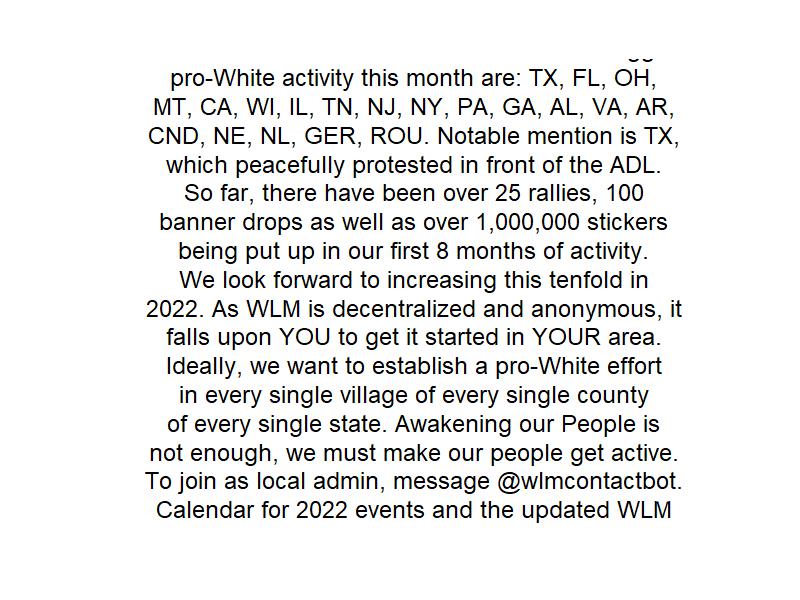 pro-White activity this month are: TX, FL, OH,
MT, CA, WI, IL, TN, NJ, NY, PA, GA, AL, VA, AR,
CND, NE, NL, GER, ROU. Notable mention is TX,
which peacefully protested in front of the ADL.
So far, there have been over 25 rallies, 100
banner drops as well as over 1,000,000 stickers
being put up in our first 8 months of activity.
We look forward to increasing this tenfold in
2022. As WLM is decentralized and anonymous, it
falls upon YOU to get it started in YOUR area.
Ideally, we want to establish a pro-White effort
in every single village of every single county
of every single state. Awakening our People is
not enough, we must make our people get active.
To join as local admin, message @wlmcontactbot.
Calendar for 2022 events and the updated WLM